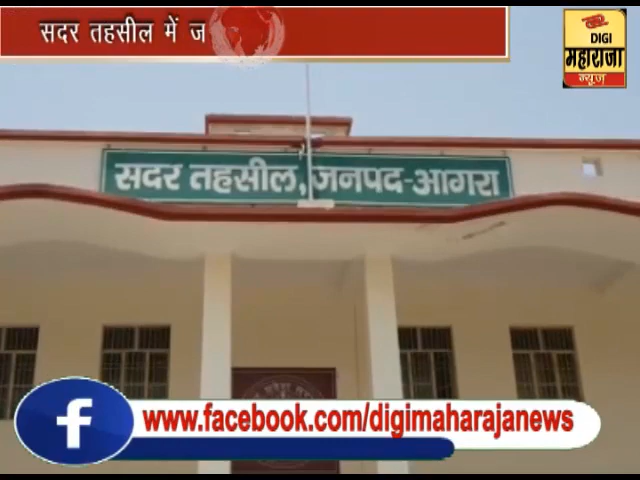 सदर तहसील में ज
DIGI
महाराजा
न्यूज़
सदर तहसील, जनपद-आगरा
www.facebook.com/digimaharajanews